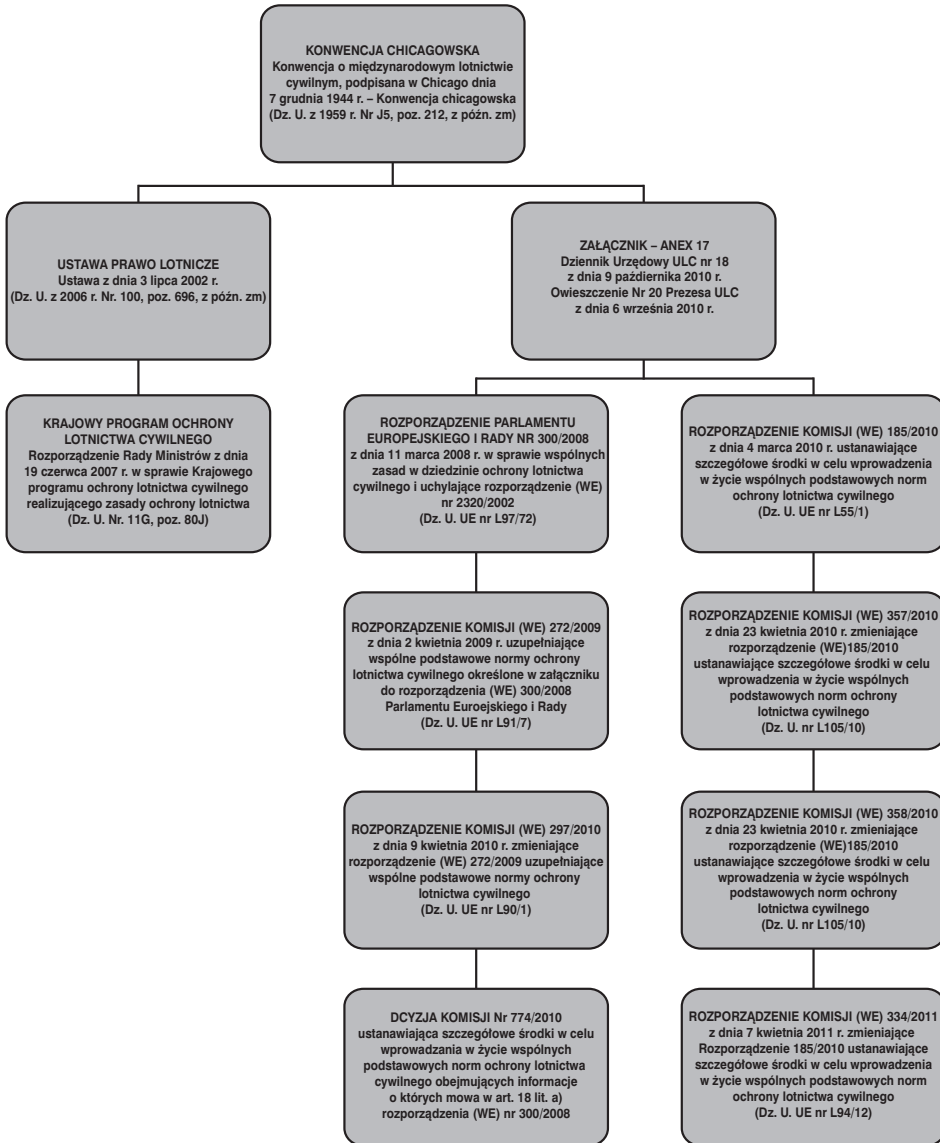 KONWENCJA CHICAGOWSKA
Konwencja o międzynarodowym lotnictwie
cywilnym, podpisana w Chicago dnia
7 grudnia 1944 r. – Konwencja chicagowska
(Dz. U. z 1959 r. Nr J5, poz. 212, z późn. zm)
USTAWA PRAWO LOTNICZE
Ustawa z dnia 3 lipca 2002 r.
(Dz. U. z 2006 r. Nr. 100, poz. 696, z późn. zm)
ZAŁĄCZNIK – ANEX 17
Dziennik Urzędowy ULC nr 18
z dnia 9 października 2010 r.
Owieszczenie Nr 20 Prezesa ULC
z dnia 6 września 2010 r.
KRAJOWY PROGRAM OCHRONY
LOTNICTWA CYWILNEGO
Rozporządzenie Rady Ministrów z dnia
19 czerwca 2007 r. w sprawie Krajowego
programu ochrony lotnictwa cywilnego
realizującego zasady ochrony lotnictwa
(Dz. U. Nr. 11G, poz. 80J)
ROZPORZĄDZENIE PARLAMENTU
EUROPEJSKIEGO I RADY NR 300/2008
z dnia 11 marca 2008 r. w sprawie wspólnych
zasad w dziedzinie ochrony lotnictwa
cywilnego i uchylające rozporządzenie (WE)
nr 2320/2002
(Dz. U. UE nr L97/72)
ROZPORZĄDZENIE KOMISJI (WE) 185/2010
z dnia 4 marca 2010 r. ustanawiające
szczegółowe środki w celu wprowadzenia
w życie wspólnych podstawowych norm
ochrony lotnictwa cywilnego
(Dz. U. UE nr L55/1)
ROZPORZĄDZENIE KOMISJI (WE) 272/2009
z dnia 2 kwietnia 2009 r. uzupełniające
wspólne podstawowe normy ochrony
lotnictwa cywilnego określone w załączniku
do rozporządzenia (WE) 300/2008
Parlamentu Euroejskiego i Rady
(Dz. U. UE nr L91/7)
ROZPORZĄDZENIE KOMISJI (WE) 357/2010
z dnia 23 kwietnia 2010 r. zmieniające
rozporządzenie (WE)185/2010
ustanawiające szczegółowe środki w celu
wprowadzenia w życie wspólnych
podstawowych norm ochrony
lotnictwa cywilnego
(Dz. U. nr L105/10)
ROZPORZĄDZENIE KOMISJI (WE) 297/2010
z dnia 9 kwietnia 2010 r. zmieniające
rozporządzenie (WE) 272/2009 uzupełniające
wspólne podstawowe normy ochrony
lotnictwa cywilnego
(Dz. U. UE nr L90/1)
ROZPORZĄDZENIE KOMISJI (WE) 358/2010
z dnia 23 kwietnia 2010 r. zmieniające
rozporządzenie (WE)185/2010
ustanawiające szczegółowe środki w celu
wprowadzenia w życie wspólnych
podstawowych norm ochrony
lotnictwa cywilnego
(Dz. U. nr L105/10)
DCYZJA KOMISJI Nr 774/2010
ustanawiająca szczegółowe środki w celu
wprowadzania w życie wspólnych
podstawowych norm ochrony lotnictwa
cywilnego obejmujących informacje
o których mowa w art. 18 lit. a)
rozporządzenia (WE) nr 300/2008
ROZPORZĄDZENIE KOMISJI (WE) 334/2011
z dnia 7 kwietnia 2011 r. zmieniające
Rozporządzenie 185/2010 ustanawiające
szczegółowe środki w celu wprowadzenia
w życie wspólnych podstawowych norm
ochrony lotnictwa cywilnego
(Dz. U. UE nr L94/12)